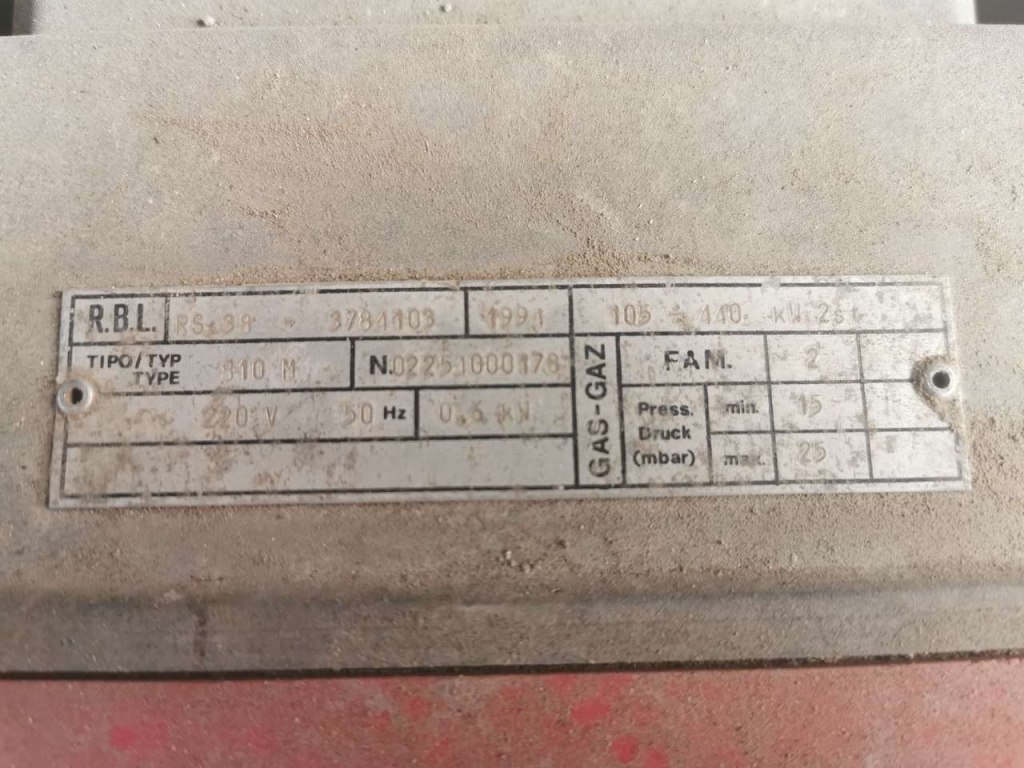 R.B.L. RS 38 - 3784103 1991 105 - 440 kW 2st
TIPO/TYP TYPE 810 M N. FAM. 2
220 V 50 Hz 0.6 kW GAS-GAZ Press. Druck (mbar) min. 15
max. 25